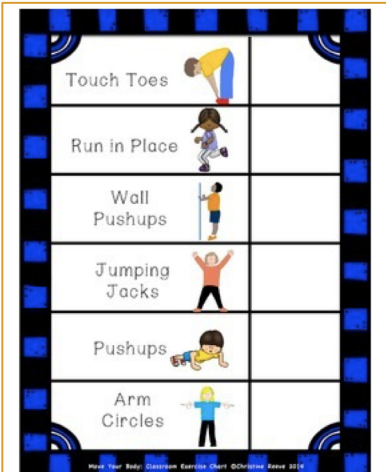 Touch Toes
Run in Place
Wall
Pushups
Jumping
Jacks
Pushups
Arm
Circles
Move Your Body: Classroom Exercise Chart ©Christine Reeve 2014